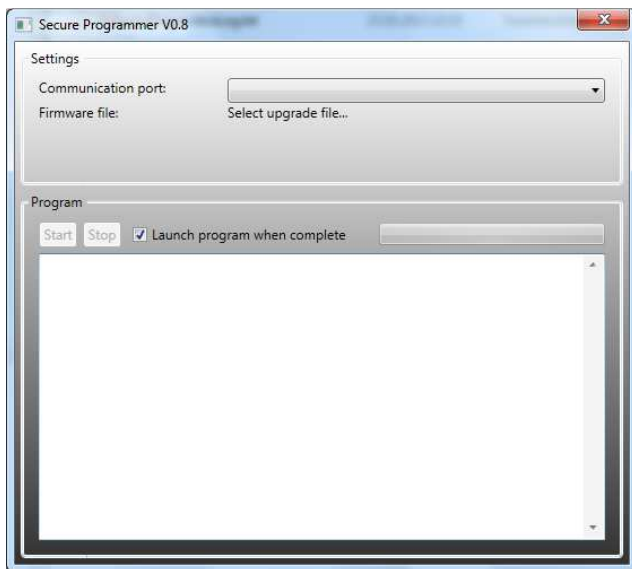 Secure Programmer V0.8
Settings
Communication port:
Firmware file: Select upgrade file...
Program
Start Stop Launch program when complete